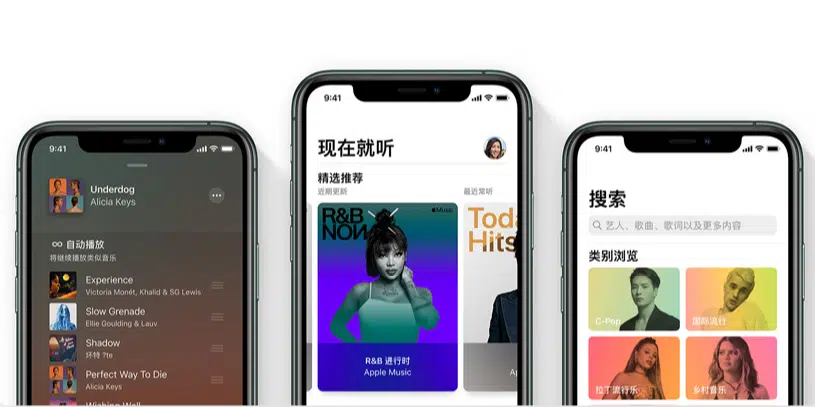 9:41
Underdog
Alicia Keys
自动播放
将继续播放类似音乐
Experience
Victoria Monét, Khalid & SG Lewis
Slow Grenade
Ellie Goulding & Lauv
Shadow
坏特 ?te
Perfect Way To Die
Alicia Keys
Wishing Well
9:41
现在就听
精选推荐
近期更新
最近常听
R&B
NOW
Music
Toda
Hits
R&B 进行时
Apple Music
Ap
9:41
搜索
艺人、歌曲、歌词以及更多内容
类别浏览
C-Pop
国际流行
拉丁流行乐
乡村音乐